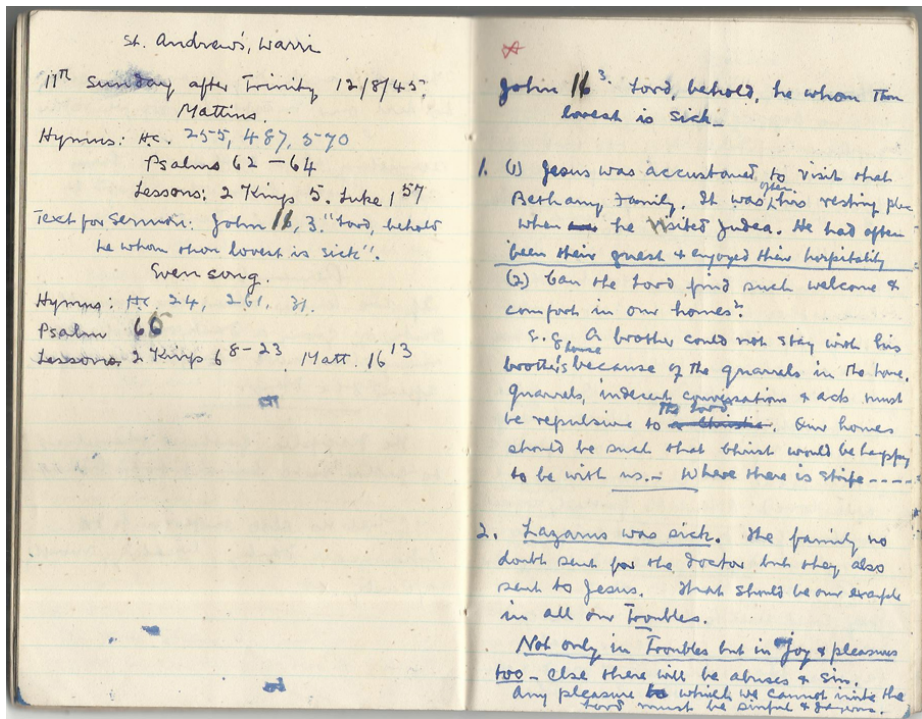 St. Andrew's, Warri
11th Sunday after Trinity 12/8/45.
Mattins.
Hymns: H.C. 255, 487, 570
Psalms 62 – 64
Lessons: 2 Kings 5. Luke 1 57
Text for Sermon: John 11, 3. "Lord, behold
he whom thou lovest is sick".
Evensong.
Hymns: H.C. 24, 261, 31.
Psalm 66
Lessons. 2 Kings 6 8-23, Matt. 16 13
John 11 3. Lord, behold, he whom Thou
lovest is sick –
1. (1) Jesus was accustomed to visit that
Bethany Family. It was often his resting place
when he visited Judea. He had often
been their guest & enjoyed their hospitality
(2) Can the Lord find such welcome &
comfort in our homes?
E.g. A brother could not stay with his
brother's house because of the quarrels in the home.
Quarrels, indecent conversations & acts must
be repulsive to the Lord. Our homes
should be such that Christ would be happy
to be with us. – Where there is strife -----
2. Lazarus was sick. The family no
doubt sent for the doctor but they also
sent to Jesus. That should be our example
in all our Troubles.
Not only in Troubles but in Joy & pleasures
too – else there will be abuses & sin.
Any pleasure to which we cannot invite the
Lord must be sinful &